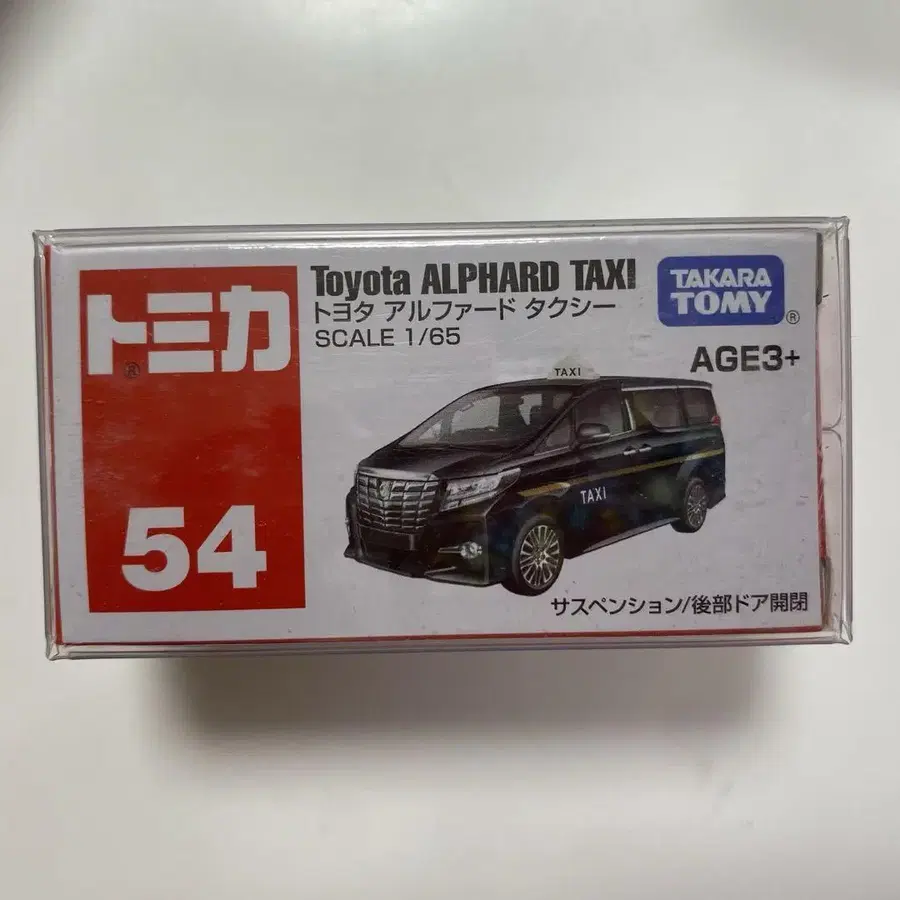 トミカ
®
54
Toyota ALPHARD TAXI
トヨタ アルファード タクシー
SCALE 1/65
TAKARA
TOMY
®
AGE3+
TAXI
TAXI
サスペンション/後部ドア開閉